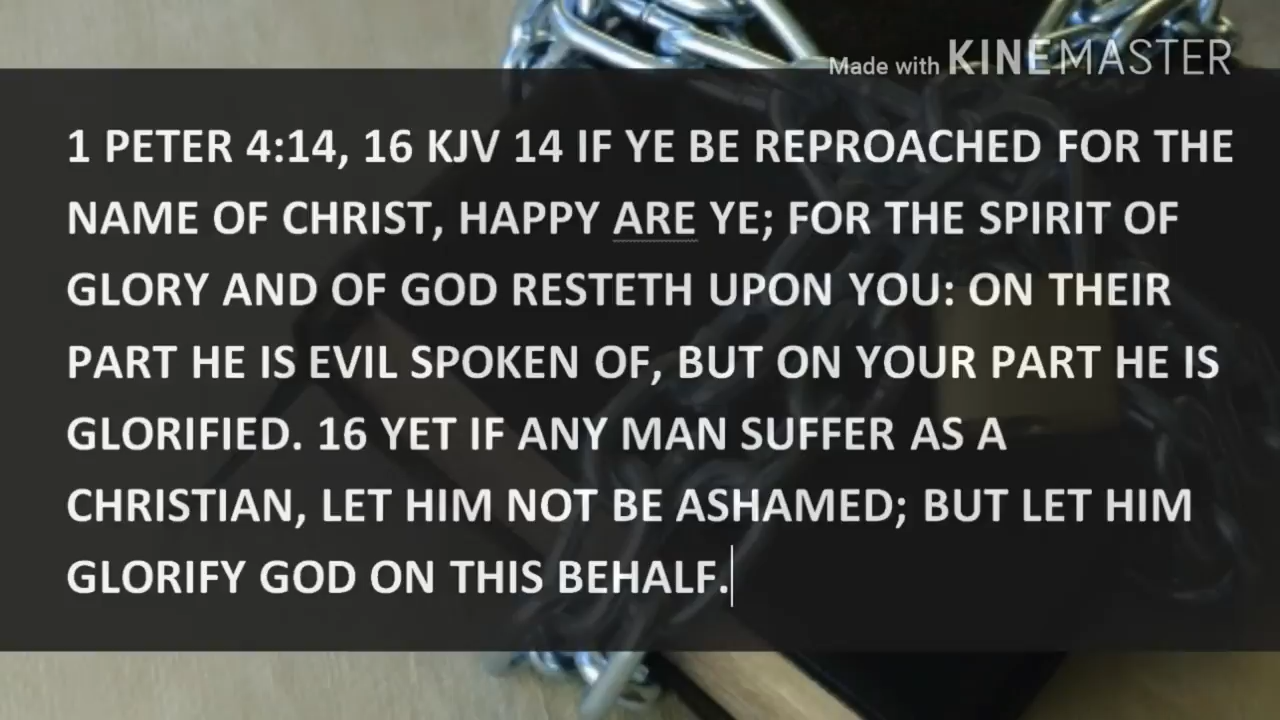 Made with KINEMASTER
1 PETER 4:14, 16 KJV 14 IF YE BE REPROACHED FOR THE
NAME OF CHRIST, HAPPY ARE YE; FOR THE SPIRIT OF
GLORY AND OF GOD RESTETH UPON YOU: ON THEIR
PART HE IS EVIL SPOKEN OF, BUT ON YOUR PART HE IS
GLORIFIED. 16 YET IF ANY MAN SUFFER AS A
CHRISTIAN, LET HIM NOT BE ASHAMED; BUT LET HIM
GLORIFY GOD ON THIS BEHALF.